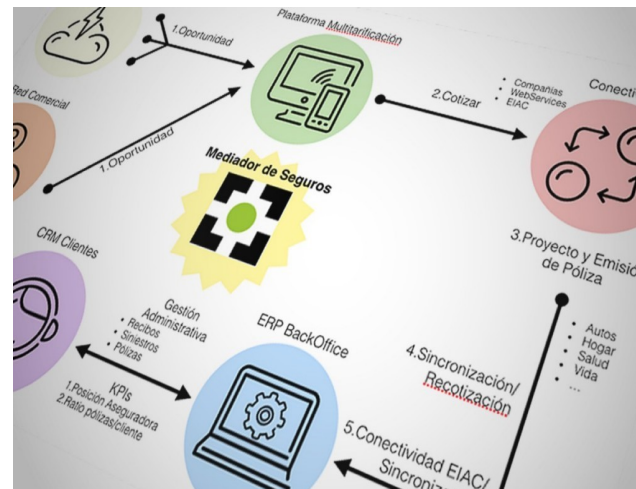 Plataforma Multitarificación
1.Oportunidad
2.Cotizar
• Compañías
• WebServices
• EIAC
Red Comercial
1.Oportunidad
Mediador de Seguros
3.Proyecto y
de Póliza
CRM Clientes
Gestión
Administrativa
• Recibos
• Siniestros
• Pólizas
ERP BackOffice
4.Sincronización/
Recotización
• Autos
• Hogar
• Salud
• Vida
• ...
KPIs
1.Posición Aseguradora
2.Ratio pólizas/cliente
5.Conectividad EIAC/